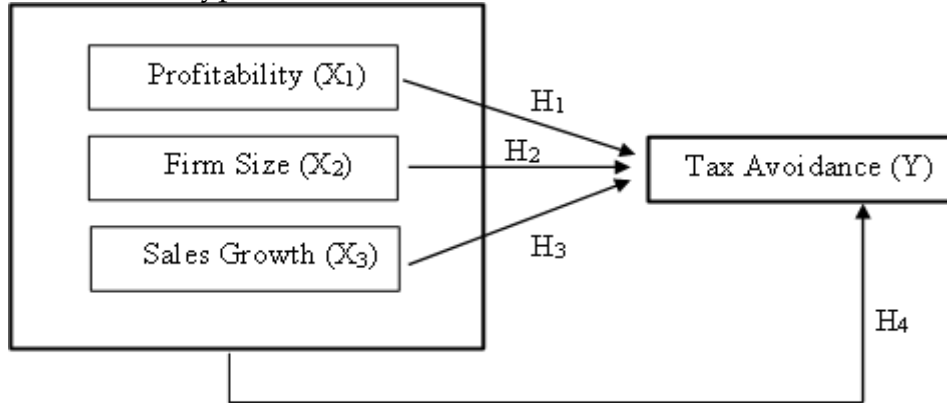 Profitability (X1)
H1
Firm Size (X2)
H2
Tax Avoidance (Y)
Sales Growth (X3)
H3
H4